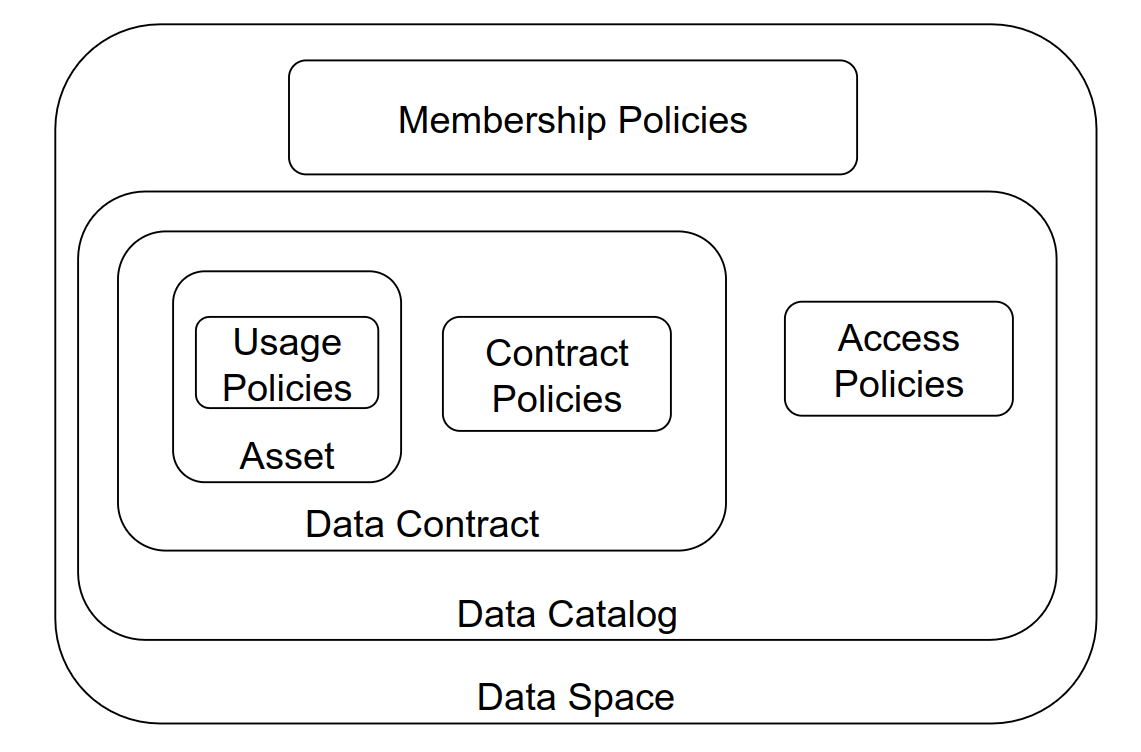 Membership Policies
Usage
Policies
Contract
Policies
Access
Policies
Asset
Data Contract
Data Catalog
Data Space